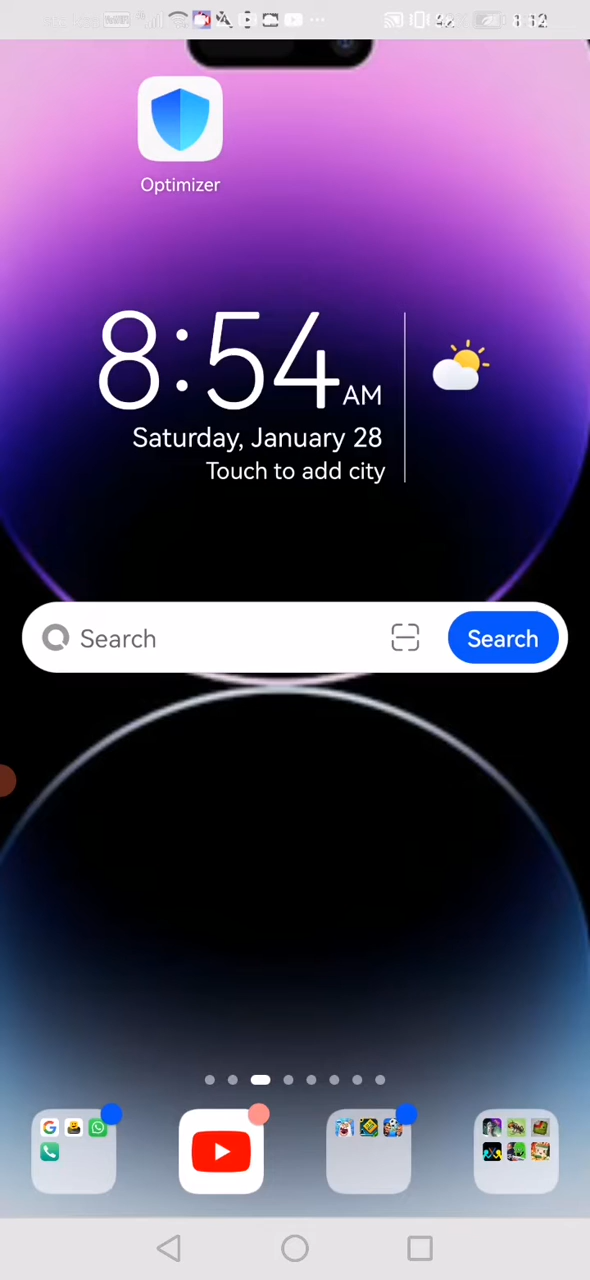 Optimizer
8:54 AM
Saturday, January 28
Touch to add city
Search Search